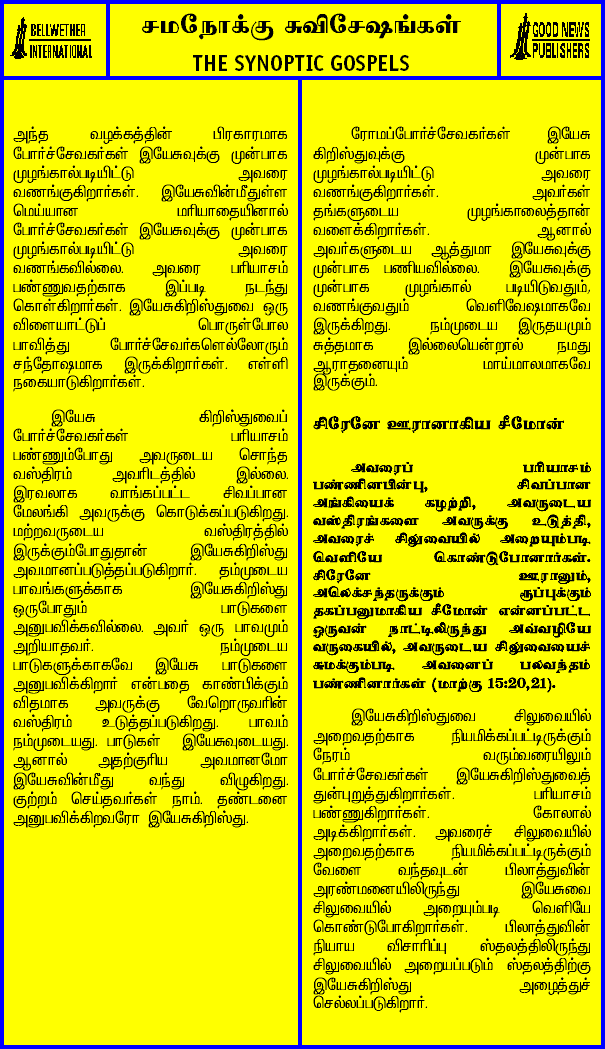 BELLWETHER
INTERNATIONAL
சமநோக்கு சுவிசேஷங்கள்
THE SYNOPTIC GOSPELS
GOOD NEWS
PUBLISHERS
அந்த வழக்கத்தின் பிரகாரமாக
போர்ச்சேவகர்கள் இயேசுவுக்கு முன்பாக
முழங்கால்படியிட்டு அவரை
வணங்குகிறார்கள். இயேசுவின்மீதுள்ள
மெய்யான மரியாதையினால்
போர்ச்சேவகர்கள் இயேசுவுக்கு முன்பாக
முழங்கால்படியிட்டு அவரை
வணங்கவில்லை. அவரை பரியாசம்
பண்ணுவதற்காக இப்படி நடந்து
கொள்கிறார்கள். இயேசுகிறிஸ்துவை ஒரு
விளையாட்டுப் பொருள்போல
பாவித்து போர்ச்சேவர்களெல்லோரும்
சந்தோஷமாக இருக்கிறார்கள். எள்ளி
நகையாடுகிறார்கள்.
இயேசு கிறிஸ்துவைப்
போர்ச்சேவகர்கள் பரியாசம்
பண்ணும்போது அவருடைய சொந்த
வஸ்திரம் அவரிடத்தில் இல்லை.
இரவலாக வாங்கப்பட்ட சிவப்பான
மேலங்கி அவருக்கு கொடுக்கப்படுகிறது.
மற்றவருடைய வஸ்திரத்தில்
இருக்கும்போதுதான் இயேசுகிறிஸ்து
அவமானப்படுத்தப்படுகிறார். தம்முடைய
பாவங்களுக்காக இயேசுகிறிஸ்து
ஒருபோதும் பாடுகளை
அனுபவிக்கவில்லை. அவர் ஒரு பாவமும்
அறியாதவர். நம்முடைய
பாடுகளுக்காகவே இயேசு பாடுகளை
அனுபவிக்கிறார் என்பதை காண்பிக்கும்
விதமாக அவருக்கு வேறொருவரின்
வஸ்திரம் உடுத்தப்படுகிறது. பாவம்
நம்முடையது. பாடுகள் இயேசுவுடையது.
ஆனால் அதற்குரிய அவமானமோ
இயேசுவின்மீது வந்து விழுகிறது.
குற்றம் செய்தவர்கள் நாம். தண்டனை
அனுபவிக்கிறவரோ இயேசுகிறிஸ்து.
ரோமப்போர்ச்சேவகர்கள் இயேசு
கிறிஸ்துவுக்கு முன்பாக
முழங்கால்படியிட்டு அவரை
வணங்குகிறார்கள். அவர்கள்
தங்களுடைய முழங்காலைத்தான்
வளைக்கிறார்கள். ஆனால்
அவர்களுடைய ஆத்துமா இயேசுவுக்கு
முன்பாக பணியவில்லை. இயேசுவுக்கு
முன்பாக முழங்கால் படியிடுவதும்,
வணங்குவதும் வெளிவேஷமாகவே
இருக்கிறது. நம்முடைய இருதயமும்
சுத்தமாக இல்லையென்றால் நமது
ஆராதனையும் மாய்மாலமாகவே
இருக்கும்.
சிரேனே ஊரானாகிய சீமோன்
அவரைப் பரியாசம்
பண்ணினபின்பு, சிவப்பான
அங்கியைக் கழற்றி, அவருடைய
வஸ்திரங்களை அவருக்கு உடுத்தி,
அவரைச் சிலுவையில் அறையும்படி
வெளியே கொண்டுபோனார்கள்.
சிரேனே ஊரானும்,
அலெக்சந்தருக்கும் ரூப்புக்கும்
தகப்பனுமாகிய சீமோன் என்னப்பட்ட
ஒருவன் நாட்டிலிருந்து அவ்வழியே
வருகையில், அவருடைய சிலுவையைச்
சுமக்கும்படி அவனைப் பலவந்தம்
பண்ணினார்கள் (மாற்கு 15:20,21).
இயேசுகிறிஸ்துவை சிலுவையில்
அறைவதற்காக நியமிக்கப்பட்டிருக்கும்
நேரம் வரும்வரையிலும்
போர்ச்சேவகர்கள் இயேசுகிறிஸ்துவைத்
துன்புறுத்துகிறார்கள். பரியாசம்
பண்ணுகிறார்கள். கோலால்
அடிக்கிறார்கள். அவரைச் சிலுவையில்
அறைவதற்காக நியமிக்கப்பட்டிருக்கும்
வேளை வந்தவுடன் பிலாத்துவின்
அரண்மனையிலிருந்து இயேசுவை
சிலுவையில் அறையும்படி வெளியே
கொண்டுபோகிறார்கள். பிலாத்துவின்
நியாய விசாரிப்பு ஸ்தலத்திலிருந்து
சிலுவையில் அறையப்படும் ஸ்தலத்திற்கு
இயேசுகிறிஸ்து அழைத்துச்
செல்லப்படுகிறார்.